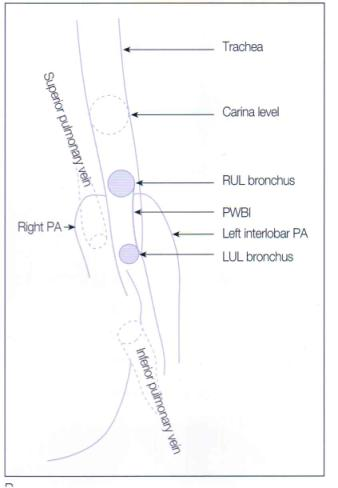 Trachea
Superior pulmonary vein
Carina level
RUL bronchus
PWBI
Right PA
Left interlobar PA
LUL bronchus
Inferior pulmonary vein